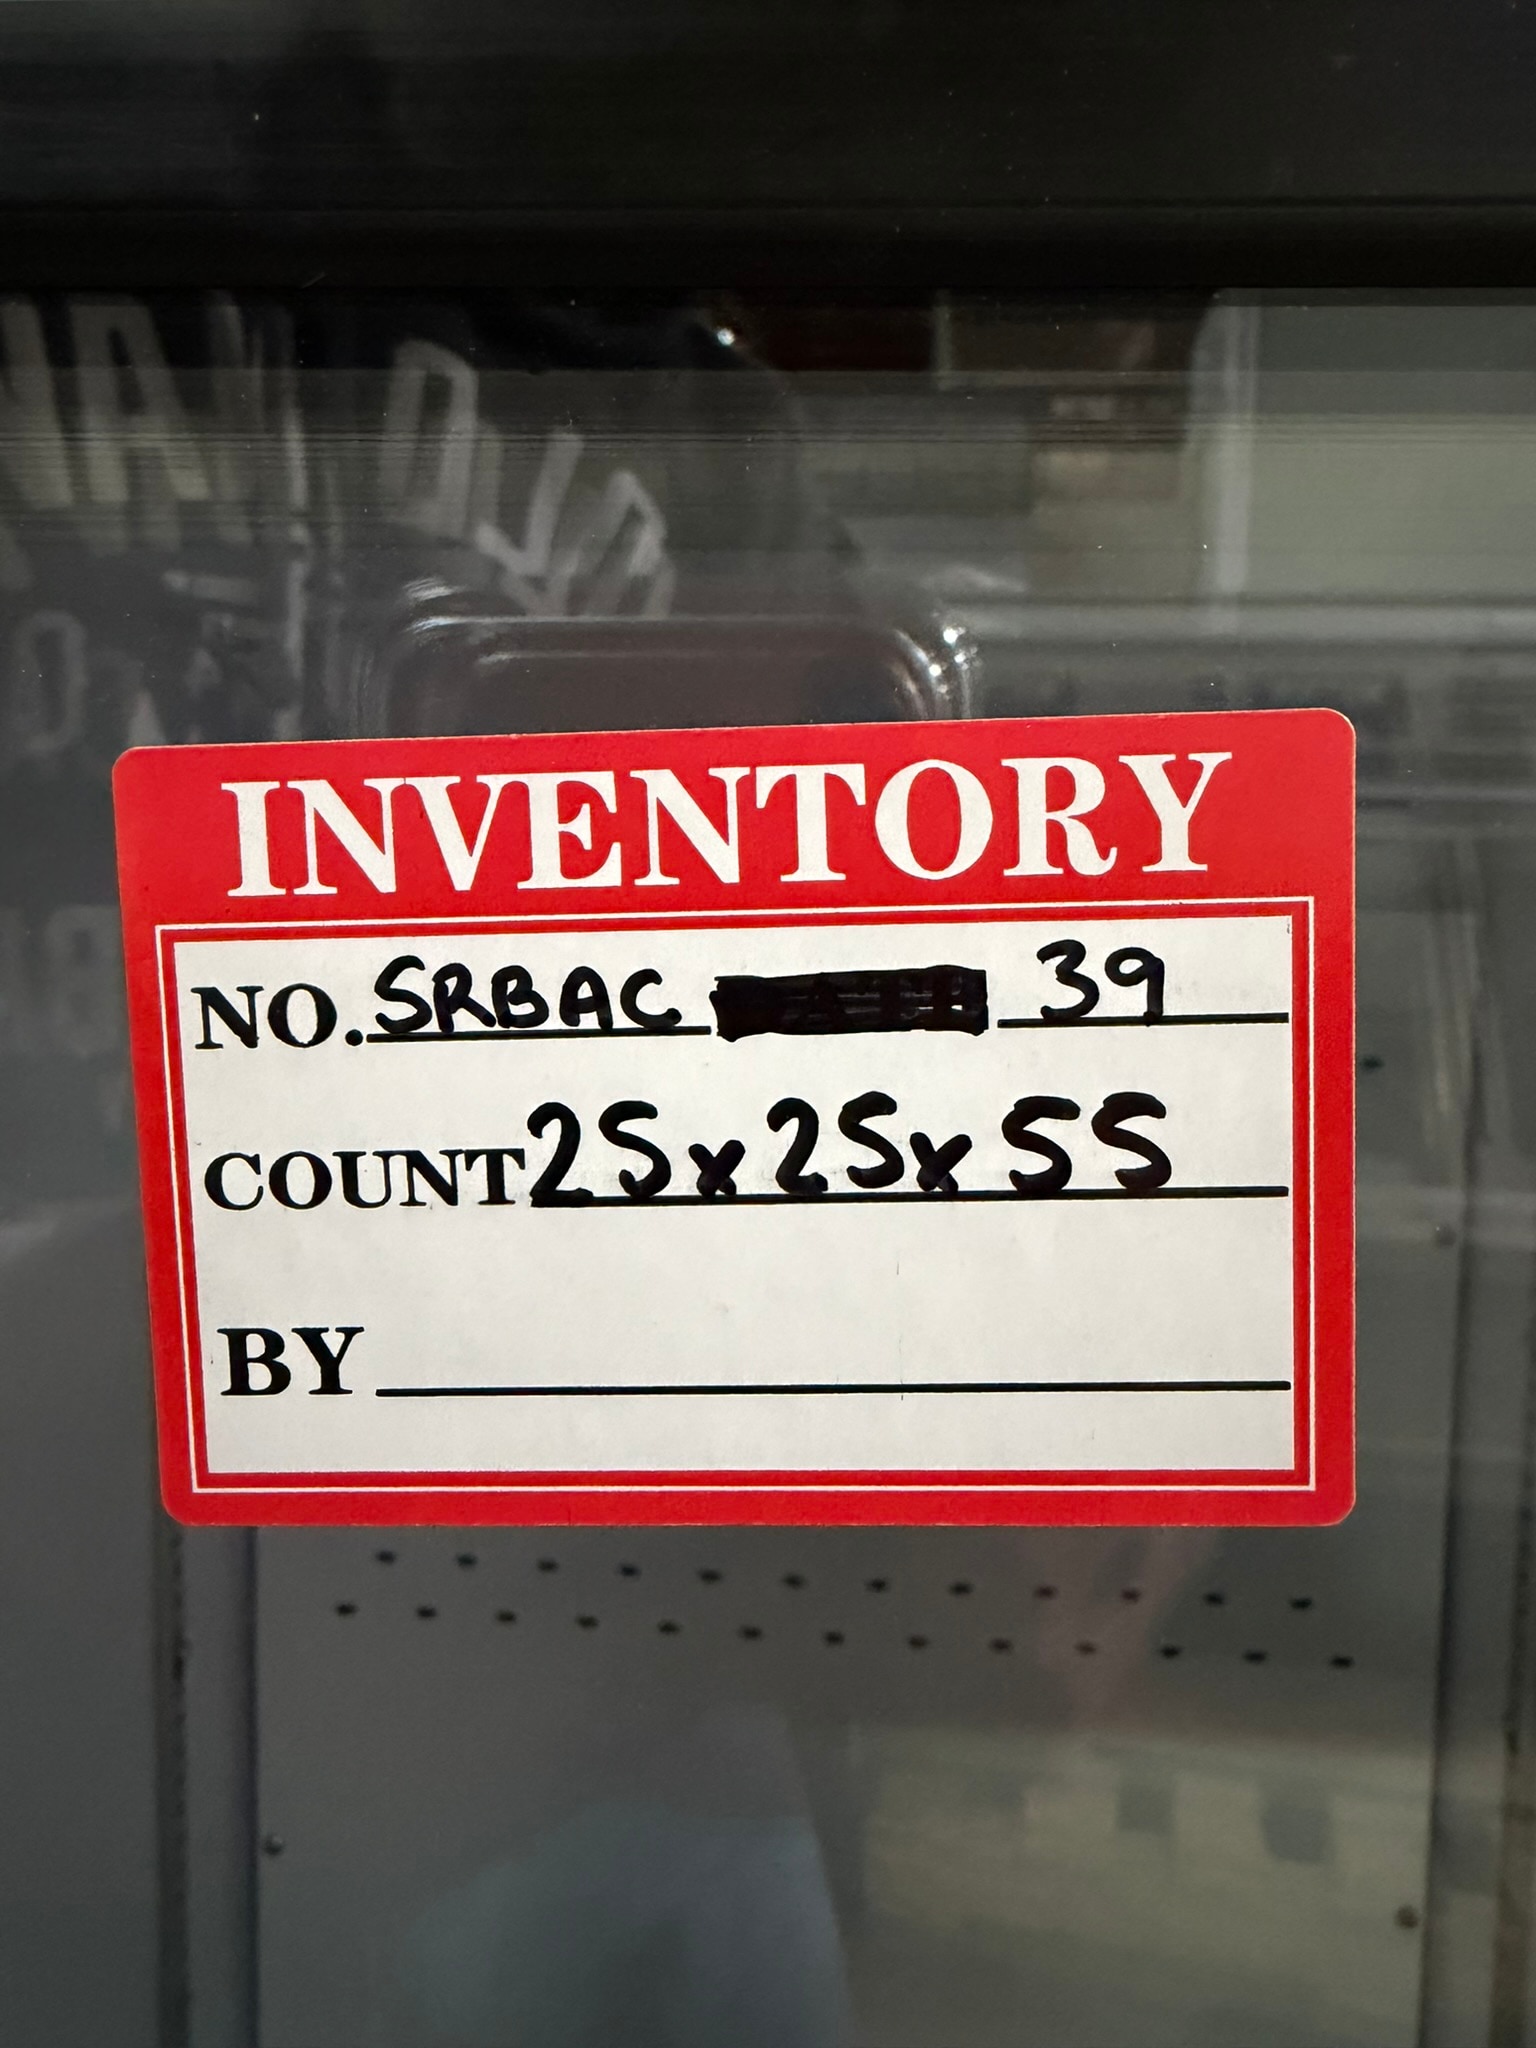 INVENTORY
NO. SRBAC 39
COUNT 25x25x55
BY